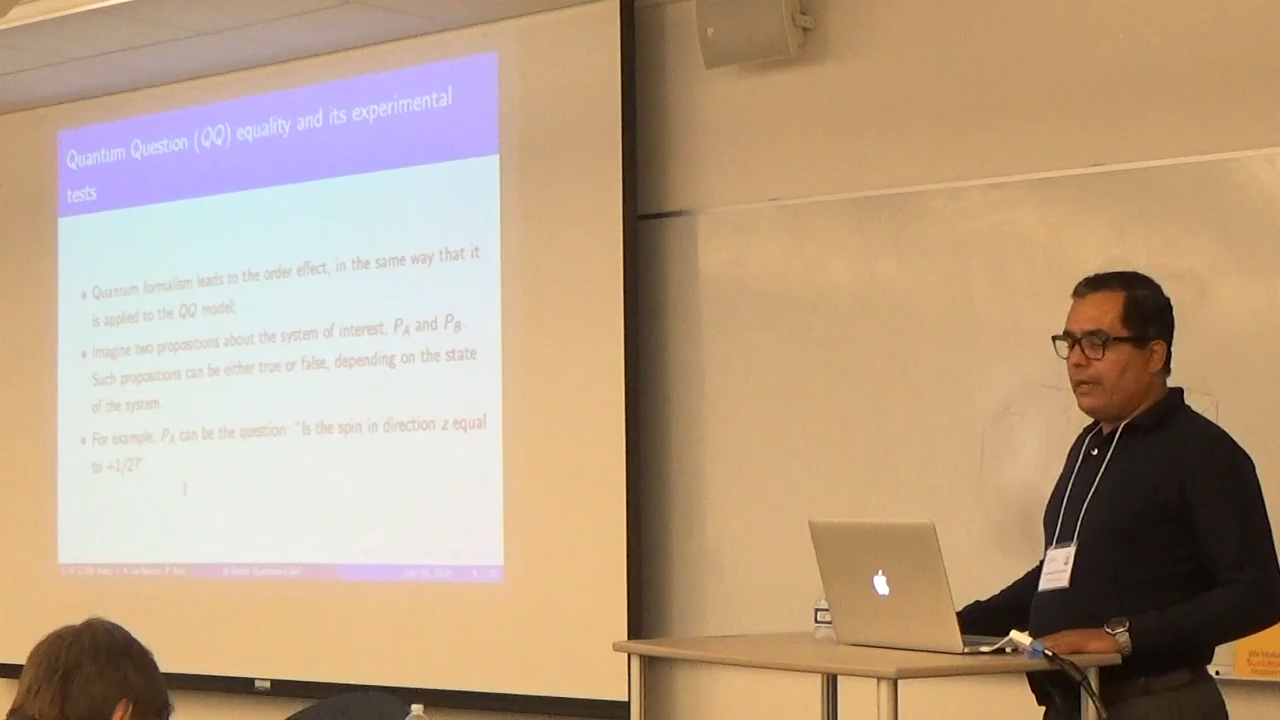 Quantum Question (QQ) equality and its experimental
tests
Quantum formalism leads to the order effect, in the same way that it
is applied to the QQ model;
Imagine two propositions about the system of interest, P_A and P_B.
Such propositions can be either true or false, depending on the state
of the system.
For example, P_A can be the question: "Is the spin in direction z equal
to +1/2?"